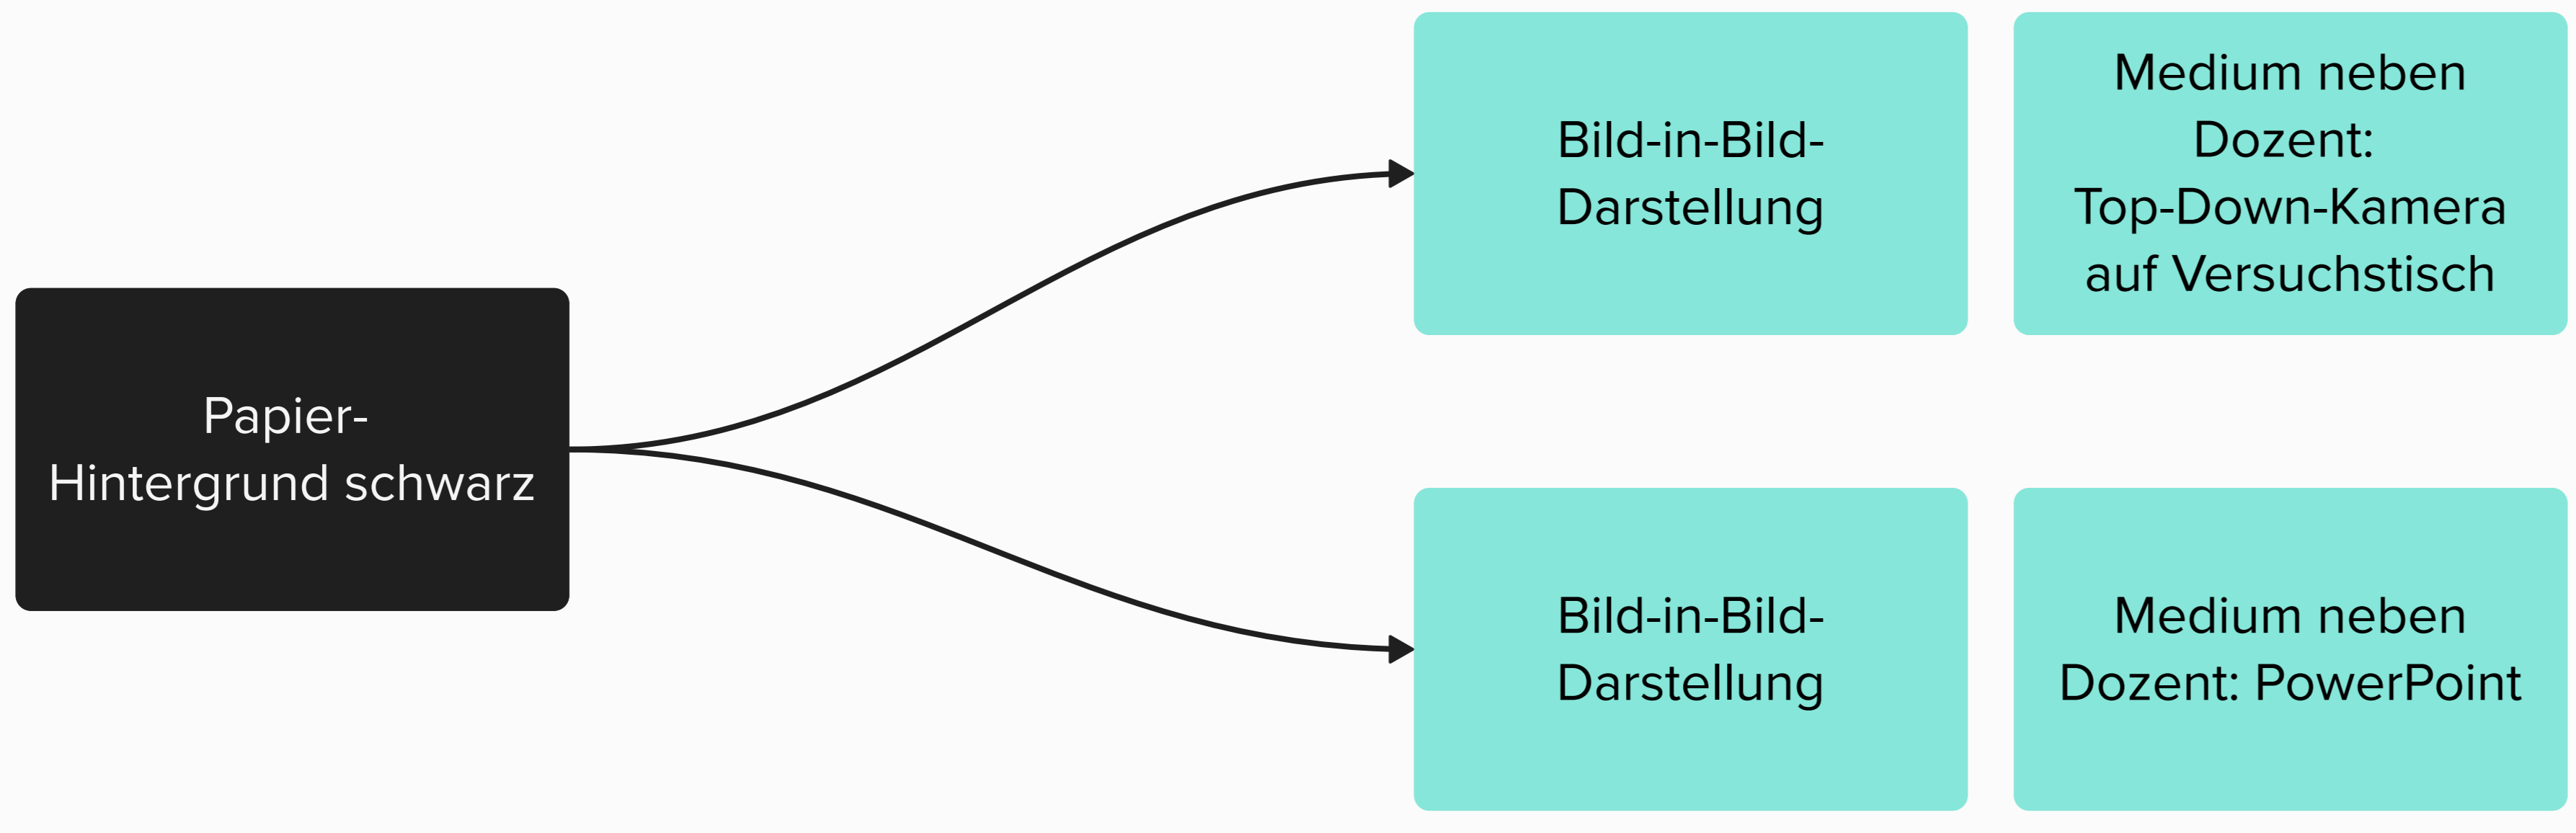 Papier-
Hintergrund schwarz
Bild-in-Bild-
Darstellung
Medium neben
Dozent:
Top-Down-Kamera
auf Versuchstisch
Bild-in-Bild-
Darstellung
Medium neben
Dozent: PowerPoint